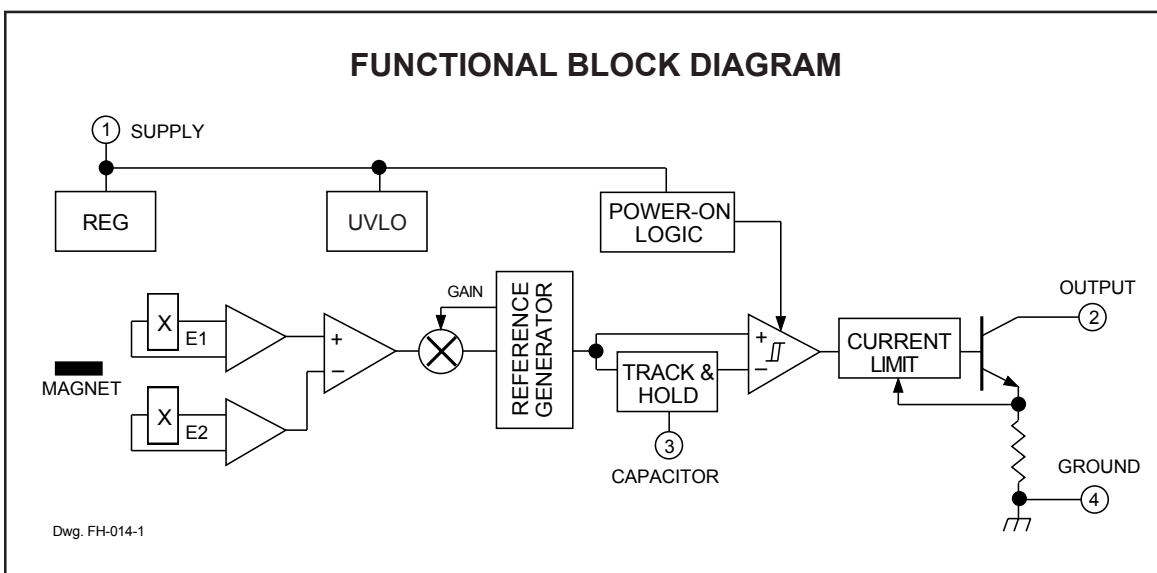 FUNCTIONAL BLOCK DIAGRAM
1 SUPPLY
REG
UVLO
POWER-ON
LOGIC
X
E1
MAGNET
X
E2
+
−
GAIN
X
REFERENCE
GENERATOR
TRACK &
HOLD
3
CAPACITOR
+
−
CURRENT
LIMIT
OUTPUT
2
GROUND
4
Dwg. FH-014-1